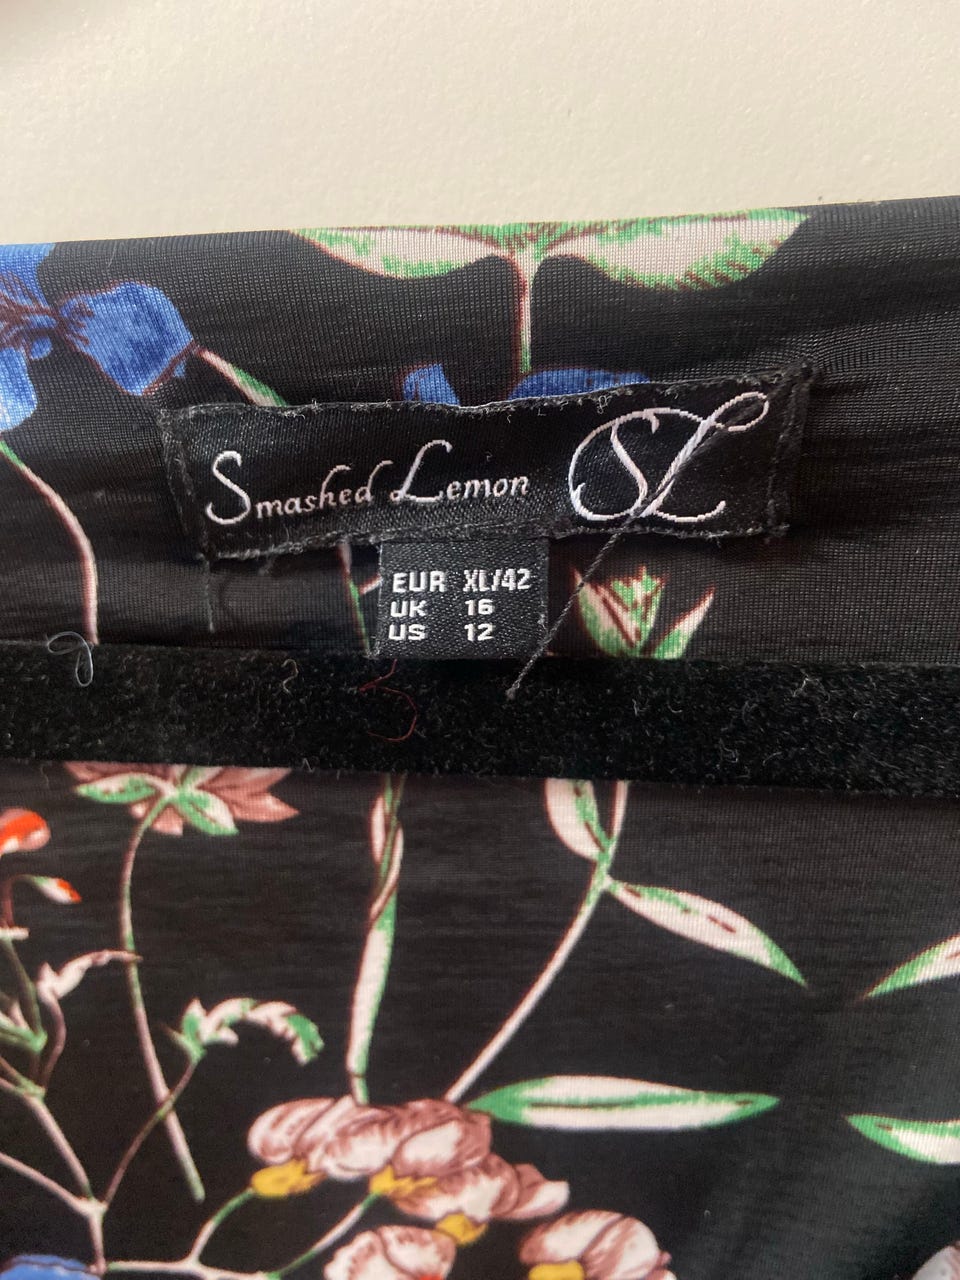 Smashed Lemon SL
EUR XL/42
UK 16
US 12